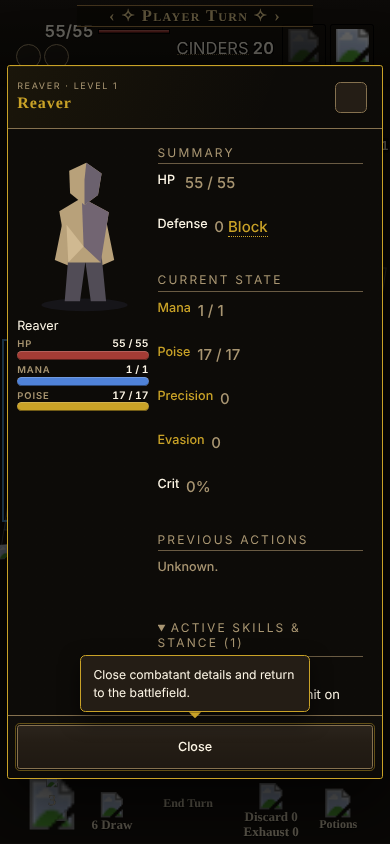 ‹ ✧ Player Turn ✧ ›
55/55
CINDERS 20
REAVER · LEVEL 1
Reaver
1
SUMMARY
HP 55 / 55
Defense 0 Block
CURRENT STATE
Mana 1 / 1
Reaver
Poise 17 / 17
HP 55 / 55
MANA 1 / 1
POISE 17 / 17
Precision 0
Evasion 0
Crit 0%
PREVIOUS ACTIONS
Unknown.
▼ ACTIVE SKILLS &
STANCE (1)
Close combatant details and return
to the battlefield.
hit on
Close
6 Draw
End Turn
Discard 0
Exhaust 0
Potions